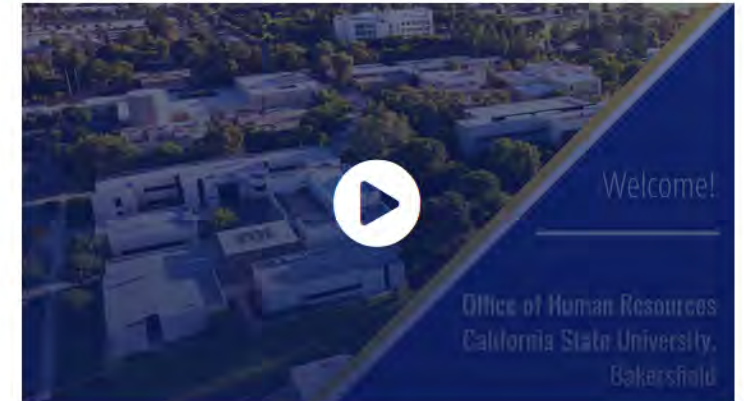 Welcome!
Office of Human Resources
California State University,
Bakersfield